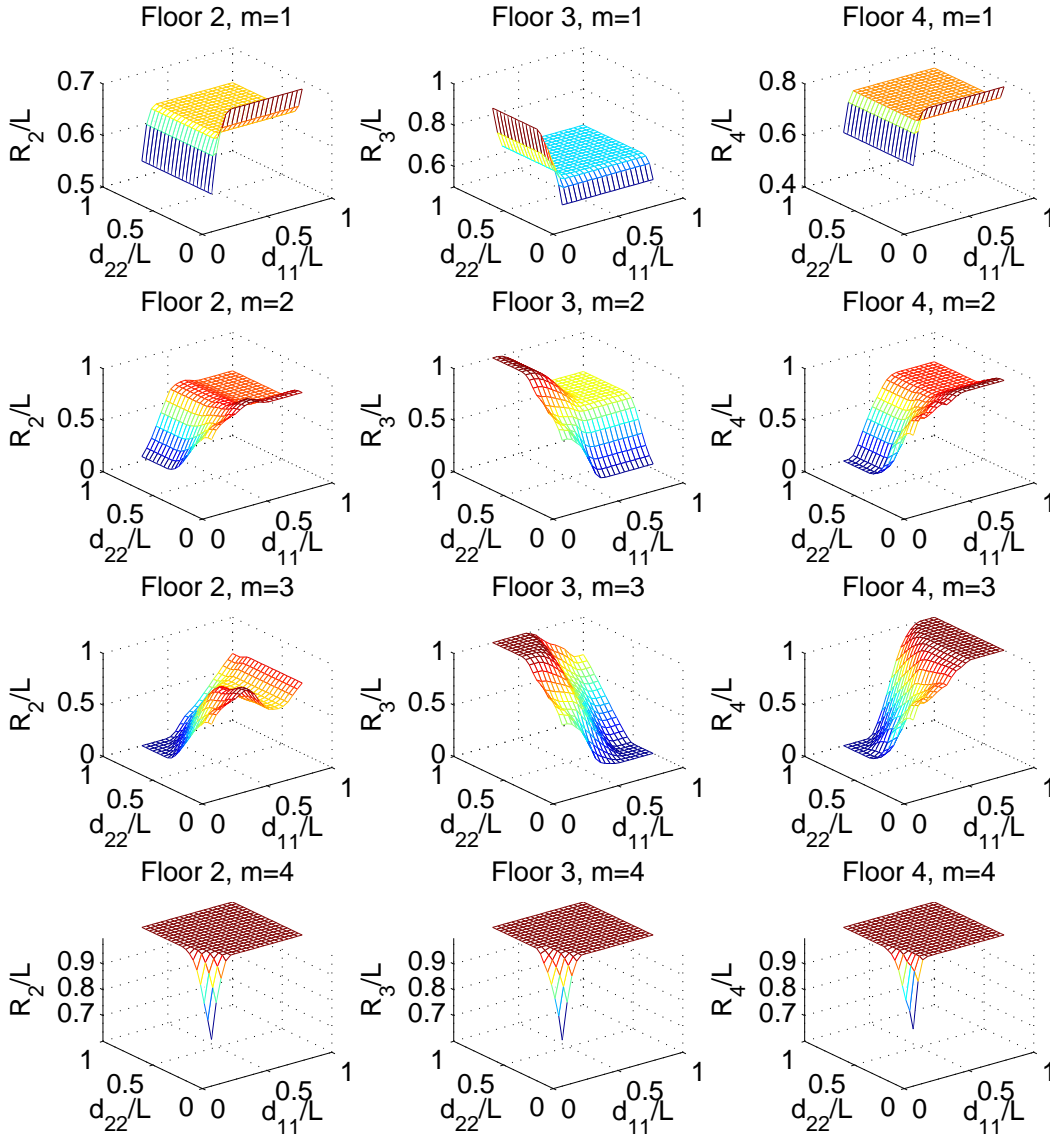 Floor 2, m=1
Floor 3, m=1
Floor 4, m=1
0.7
0.6
0.5
R2/L
1
0.5
0
d22/L
0
0.5
1
d11/L
1
0.8
0.6
R3/L
1
0.5
0
d22/L
0
0.5
1
d11/L
0.8
0.6
0.4
R4/L
1
0.5
0
d22/L
0
0.5
1
d11/L
Floor 2, m=2
Floor 3, m=2
Floor 4, m=2
1
0.5
0
R2/L
1
0.5
0
d22/L
0
0.5
1
d11/L
1
0.5
0
R3/L
1
0.5
0
d22/L
0
0.5
1
d11/L
1
0.5
0
R4/L
1
0.5
0
d22/L
0
0.5
1
d11/L
Floor 2, m=3
Floor 3, m=3
Floor 4, m=3
1
0.5
0
R2/L
1
0.5
0
d22/L
0
0.5
1
d11/L
1
0.5
0
R3/L
1
0.5
0
d22/L
0
0.5
1
d11/L
1
0.5
0
R4/L
1
0.5
0
d22/L
0
0.5
1
d11/L
Floor 2, m=4
Floor 3, m=4
Floor 4, m=4
0.9
0.8
0.7
R2/L
1
0.5
0
d22/L
0
0.5
1
d11/L
0.9
0.8
0.7
R3/L
1
0.5
0
d22/L
0
0.5
1
d11/L
0.9
0.8
0.7
R4/L
1
0.5
0
d22/L
0
0.5
1
d11/L